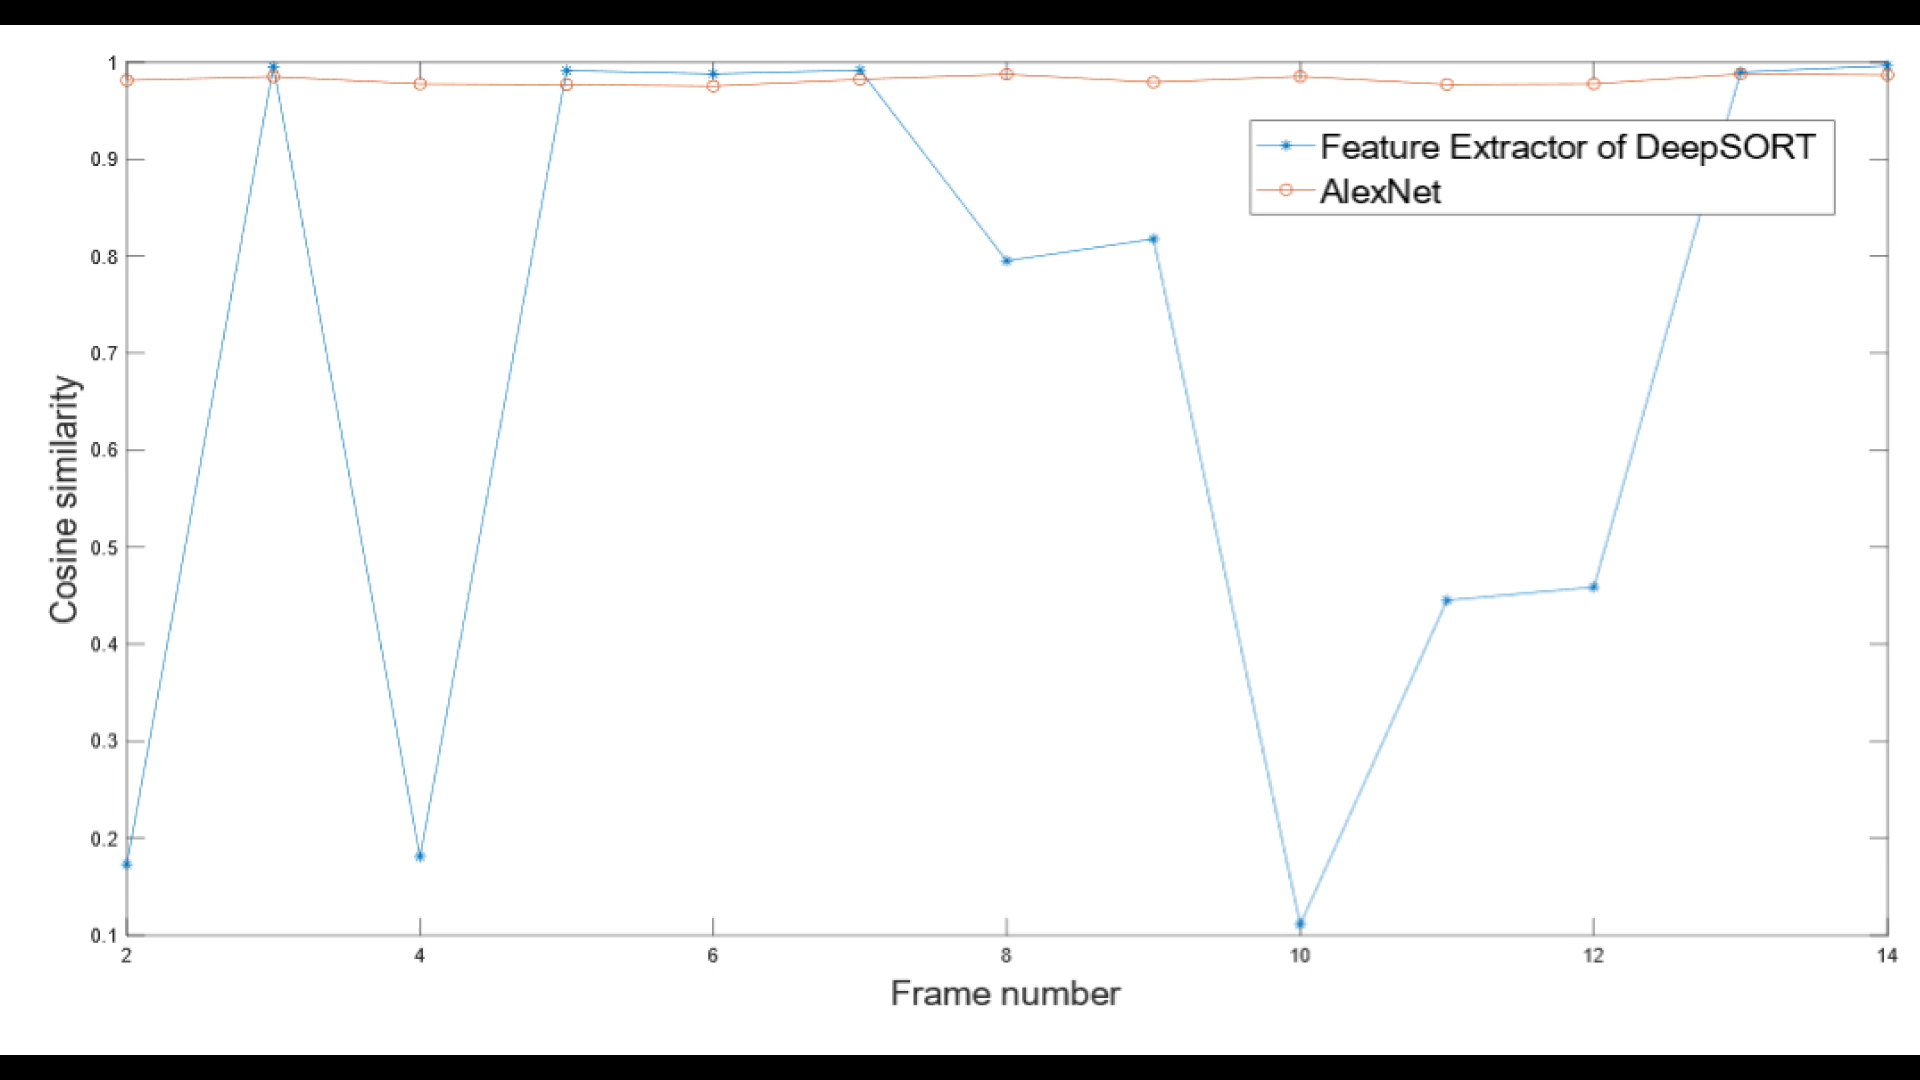 1
0.9
0.8
0.7
0.6
0.5
0.4
0.3
0.2
0.1
Cosine similarity
Feature Extractor of DeepSORT
AlexNet
2 4 6 8 10 12 14
Frame number